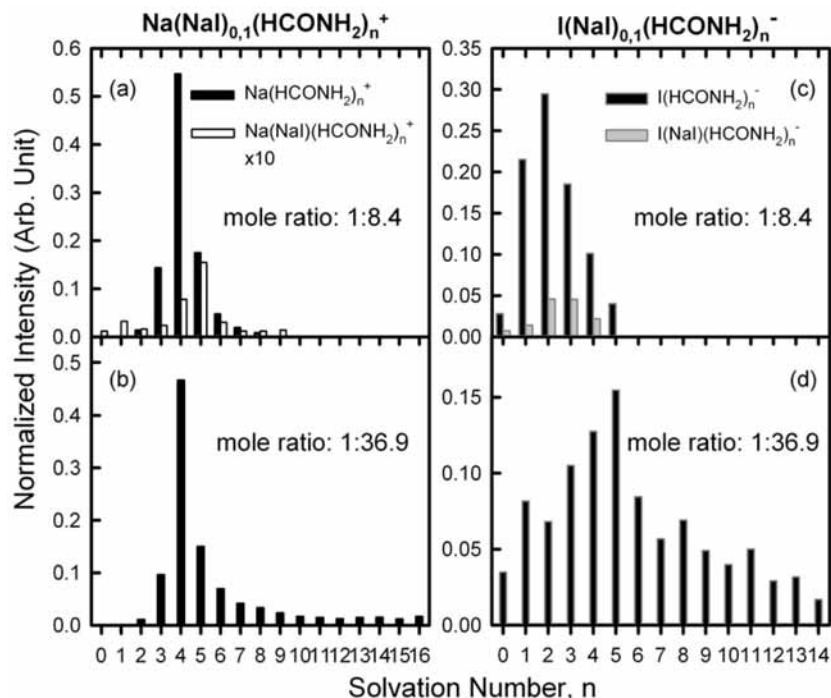 Na(NaI)₀,₁(HCONH₂)ₙ⁺
I(NaI)₀,₁(HCONH₂)ₙ⁻
Normalized Intensity (Arb. Unit)
0.6
0.5
0.4
0.3
0.2
0.1
0.0
(a)
Na(HCONH₂)ₙ⁺
Na(NaI)(HCONH₂)ₙ⁺
x10
mole ratio: 1:8.4
0.35
0.30
0.25
0.20
0.15
0.10
0.05
0.00
(c)
I(HCONH₂)ₙ⁻
I(NaI)(HCONH₂)ₙ⁻
mole ratio: 1:8.4
0.5
0.4
0.3
0.2
0.1
0.0
(b)
mole ratio: 1:36.9
0 1 2 3 4 5 6 7 8 9 10 11 12 13 14 15 16
0.15
0.10
0.05
0.00
(d)
mole ratio: 1:36.9
0 1 2 3 4 5 6 7 8 9 10 11 12 13 14
Solvation Number, n